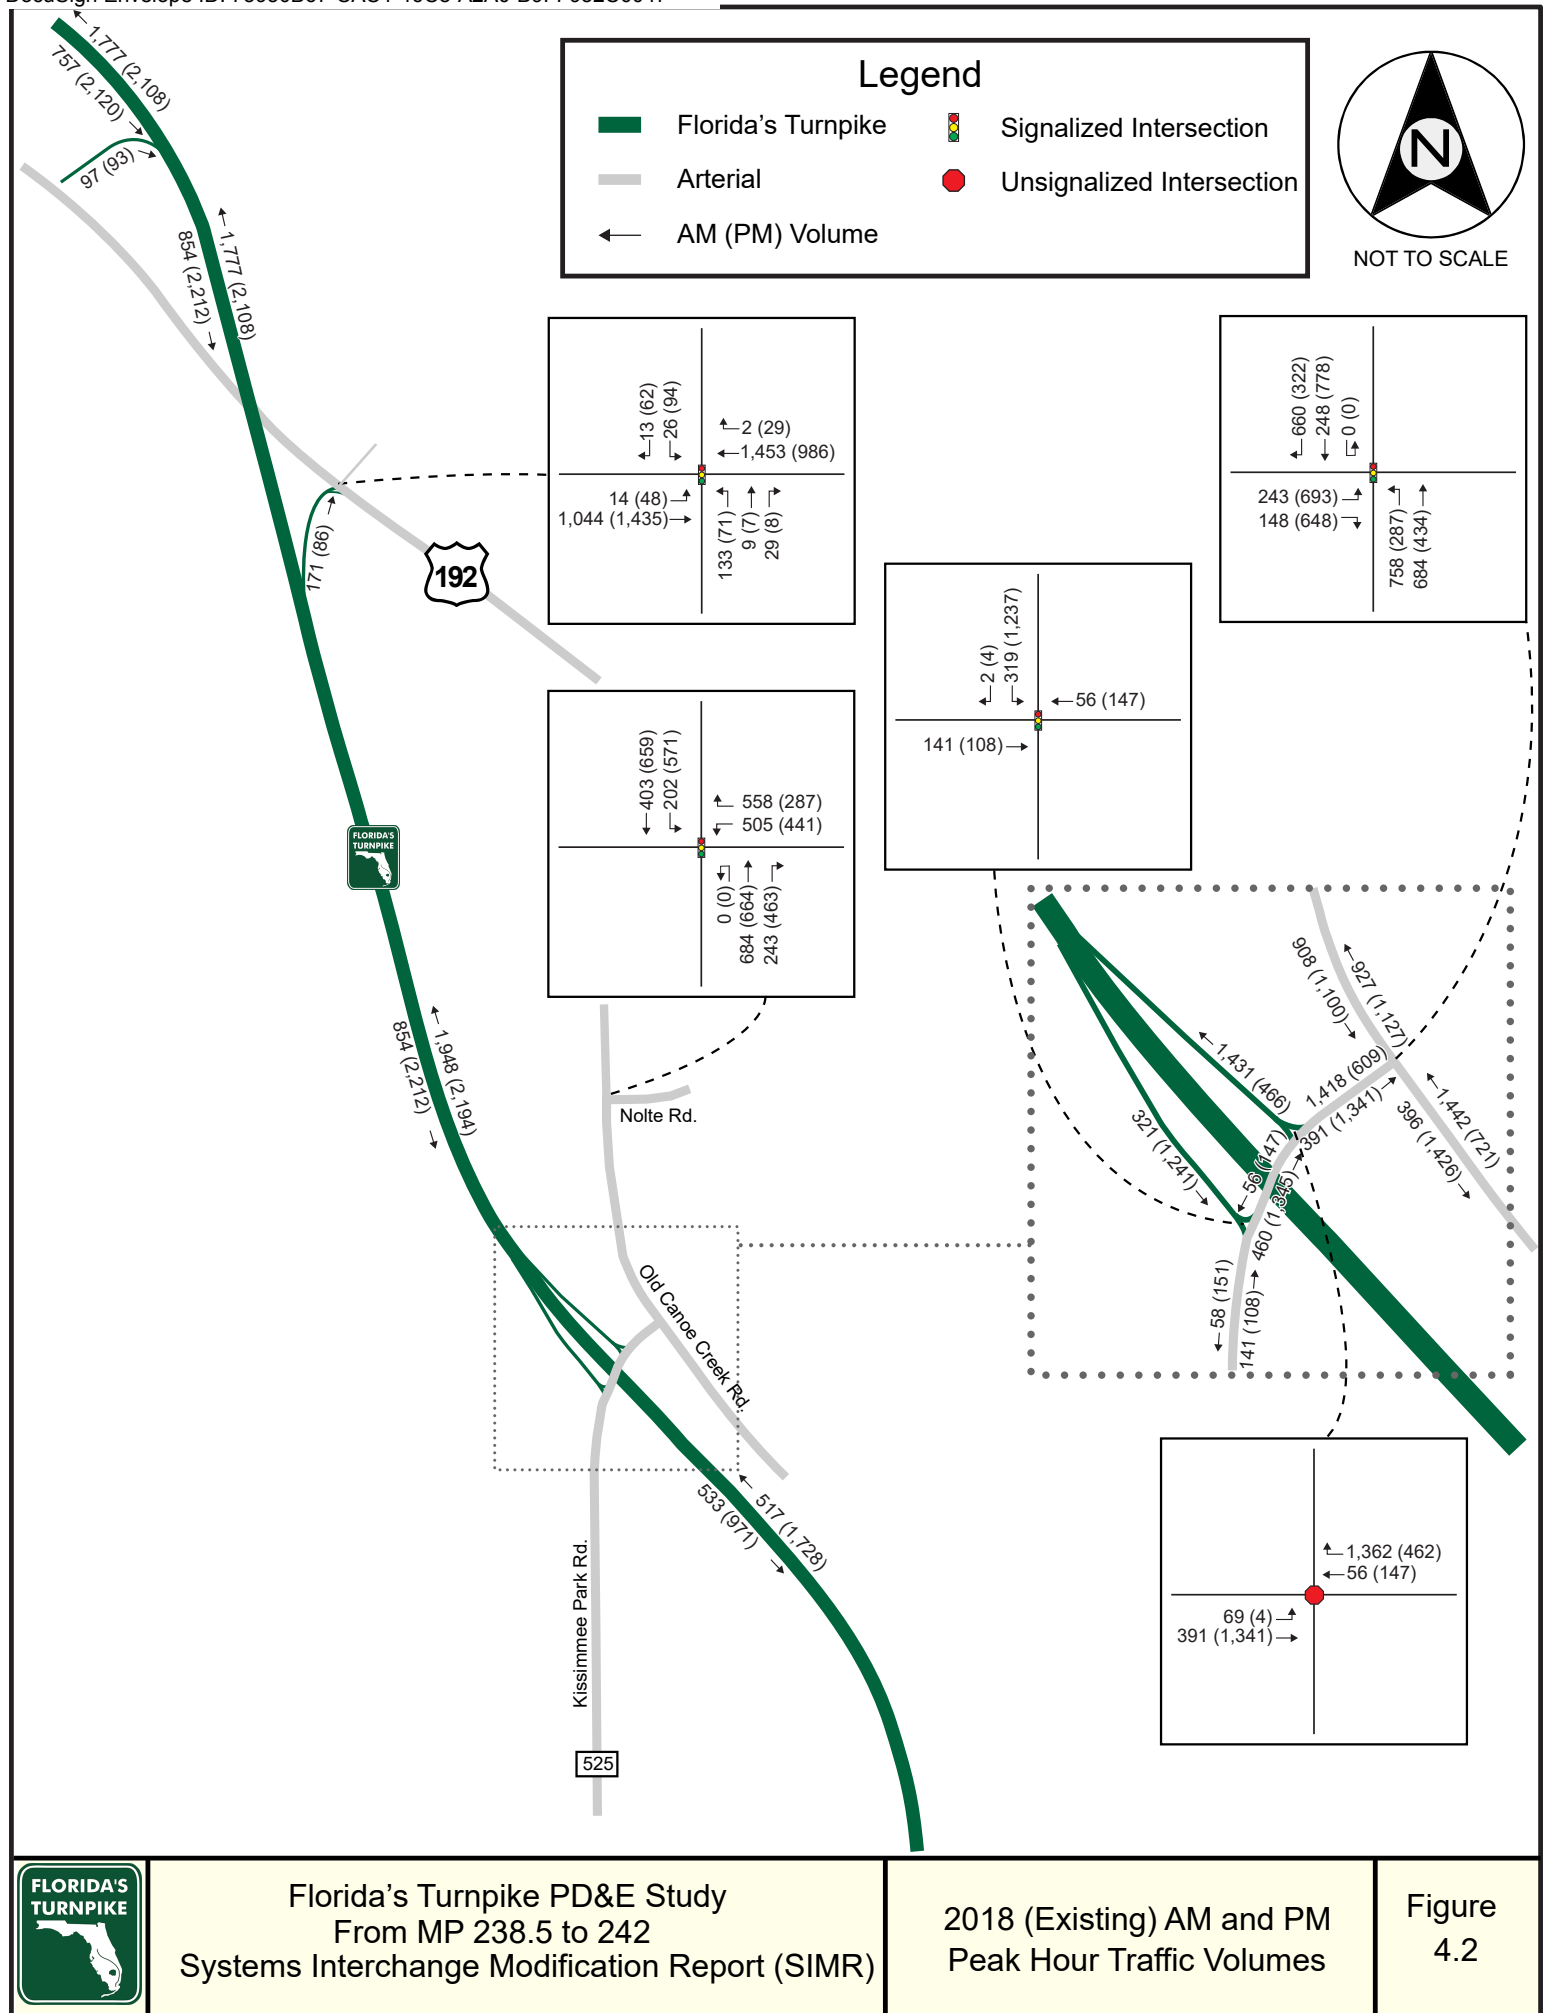 Legend
Florida's Turnpike
Signalized Intersection
Arterial
Unsignalized Intersection
AM (PM) Volume
N
NOT TO SCALE
1,777 (2,108)
757 (2,120)
97 (93)
1,777 (2,108)
854 (2,212)
171 (86)
192
13 (62)
26 (94)
2 (29)
1,453 (986)
14 (48)
1,044 (1,435)
133 (71)
9 (7)
29 (8)
660 (322)
248 (778)
0 (0)
243 (693)
148 (648)
758 (287)
684 (434)
2 (4)
319 (1,237)
56 (147)
141 (108)
403 (659)
202 (571)
558 (287)
505 (441)
0 (0)
684 (664)
243 (463)
FLORIDA'S
TURNPIKE
1,948 (2,194)
854 (2,212)
Nolte Rd.
Old Canoe Creek Rd.
908 (1,100)
927 (1,127)
1,431 (466)
1,418 (609)
391 (1,341)
1,442 (721)
396 (1,426)
321 (1,241)
56 (147)
460 (1,345)
58 (151)
141 (108)
517 (1,728)
533 (971)
Kissimmee Park Rd.
525
1,362 (462)
56 (147)
69 (4)
391 (1,341)
FLORIDA'S
TURNPIKE
Florida's Turnpike PD&E Study
From MP 238.5 to 242
Systems Interchange Modification Report (SIMR)
2018 (Existing) AM and PM
Peak Hour Traffic Volumes
Figure
4.2